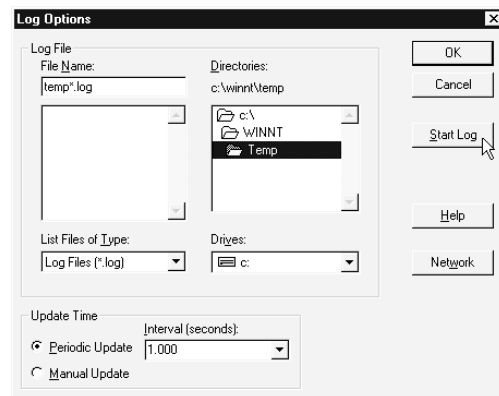 Log Options
Log File
File Name:
temp*.log
Directories:
c:\winnt\temp
c:\
WINNT
Temp
List Files of Type:
Log Files (*.log)
Drives:
c:
OK
Cancel
Start Log
Help
Network
Update Time
Interval (seconds):
Periodic Update
1.000
Manual Update